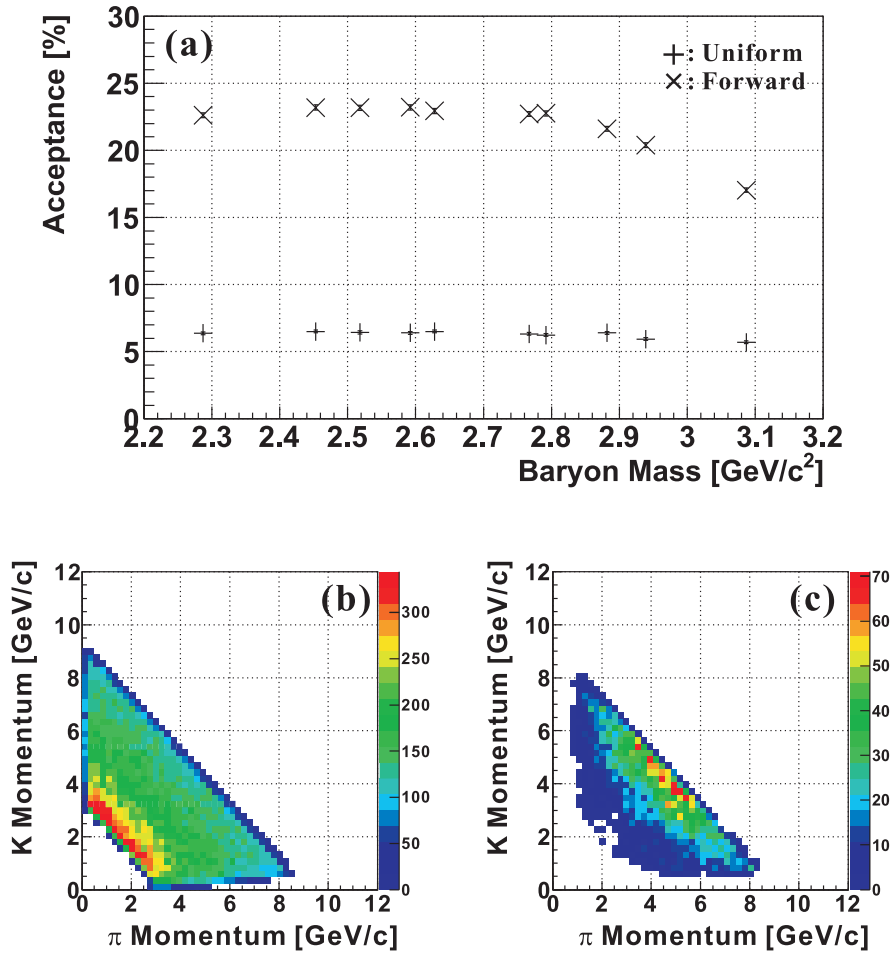 (a)
+: Uniform
×: Forward
Acceptance [%]
30
25
20
15
10
5
0
2.2 2.3 2.4 2.5 2.6 2.7 2.8 2.9 3 3.1 3.2
Baryon Mass [GeV/c²]
(b)
K Momentum [GeV/c]
12
10
8
6
4
2
0
0 2 4 6 8 10 12
π Momentum [GeV/c]
300
250
200
150
100
50
0
(c)
K Momentum [GeV/c]
12
10
8
6
4
2
0
0 2 4 6 8 10 12
π Momentum [GeV/c]
70
60
50
40
30
20
10
0